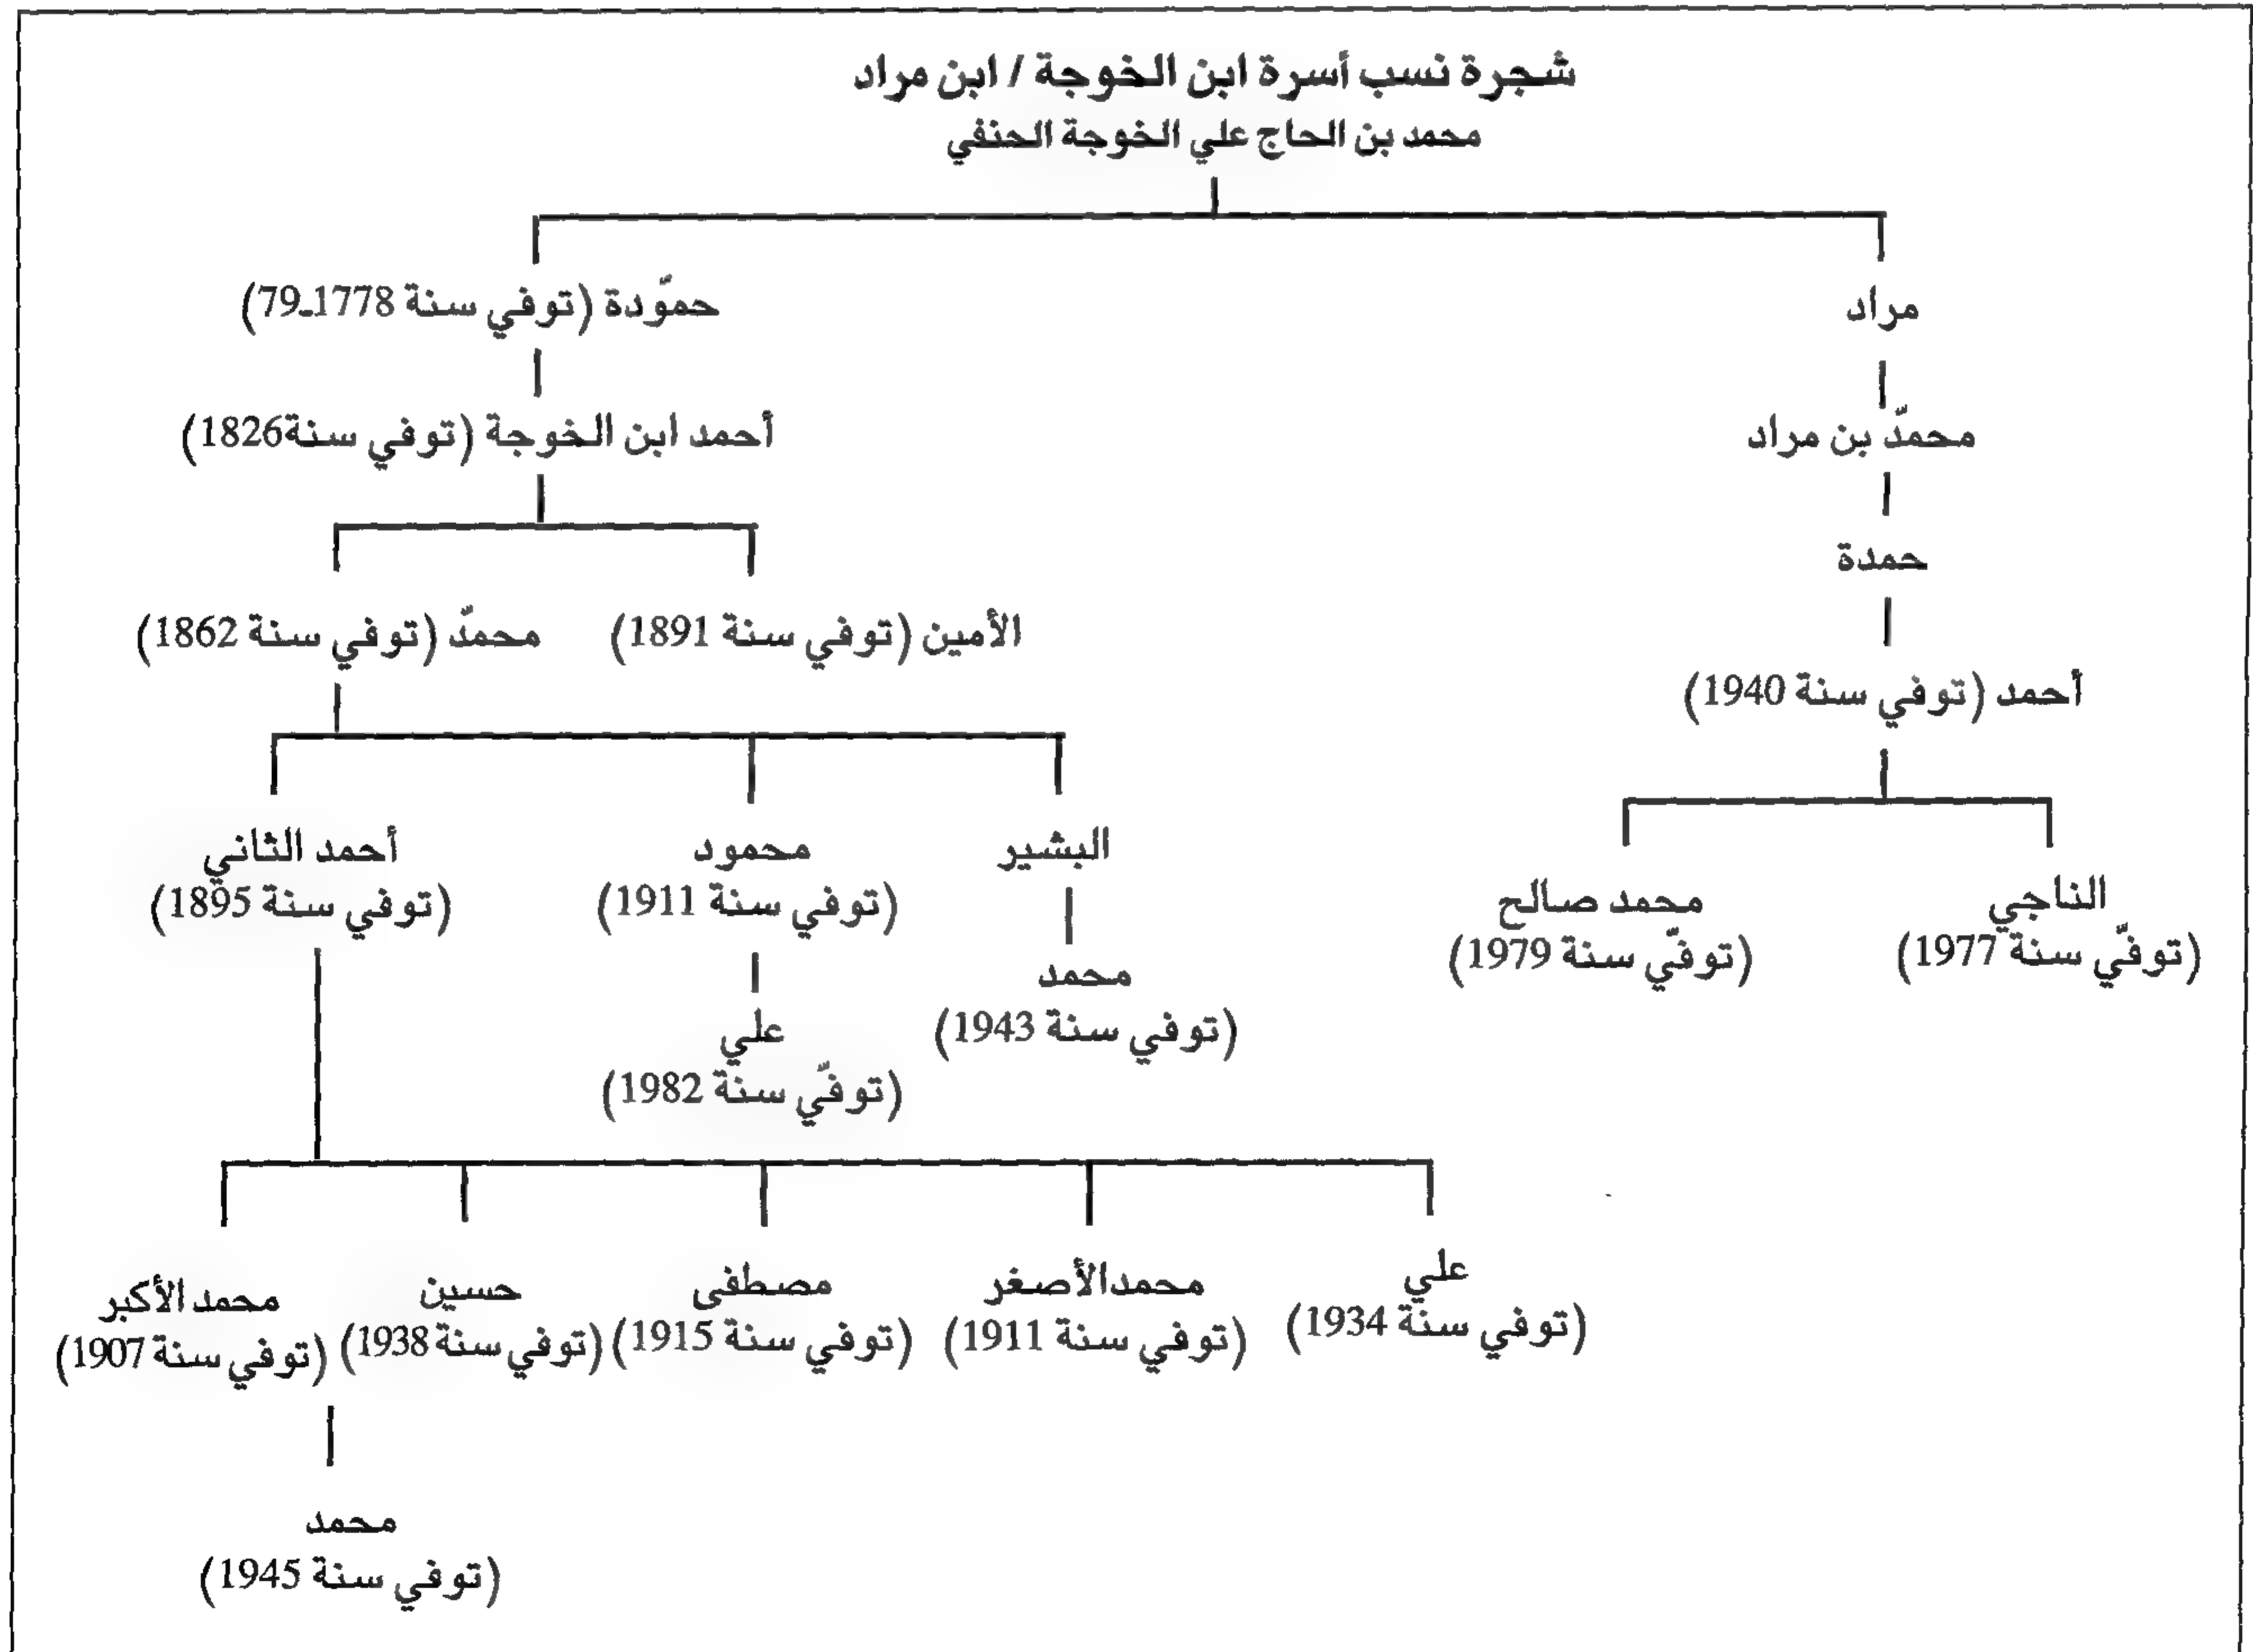 شجرة نسب أسرة ابن الخوجة / ابن مراد
محمد بن الحاج علي الخوجة الحنفي
مراد
حمّودة (توفي سنة 1778ـ79)
محمدّ بن مراد
أحمد ابن الخوجة (توفي سنة1826)
حمدة
الأمين (توفي سنة 1891)
محمدّ (توفي سنة 1862)
أحمد (توفي سنة 1940)
الناجي
(توفّي سنة 1977)
محمد صالح
(توفّي سنة 1979)
البشير
محمد
(توفي سنة 1943)
محمود
(توفي سنة 1911)
علي
(توفّي سنة 1982)
أحمد الثاني
(توفي سنة 1895)
علي
(توفي سنة 1934)
محمدالأصغر
(توفي سنة 1911)
مصطفى
(توفي سنة 1915)
حسين
(توفي سنة 1938)
محمد الأكبر
(توفي سنة 1907)
محمد
(توفي سنة 1945)